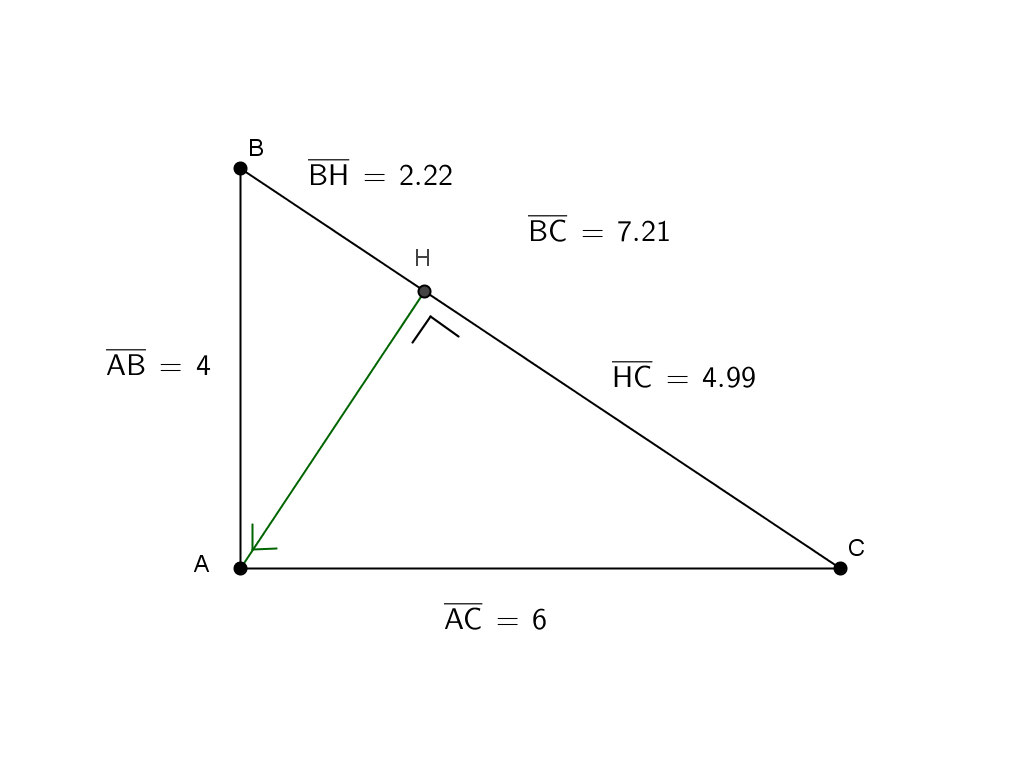 B
BH = 2.22
BC = 7.21
H
AB = 4
HC = 4.99
A
C
AC = 6